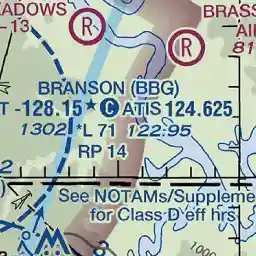 ADOWS
-13
R
R
BRASS
AI
81
BRANSON (BBG)
T -128.15★ C ATIS 124.625
1302 *L 71 122.95
RP 14
2
See NOTAMs/Suppleme
for Class D eff hrs
1000